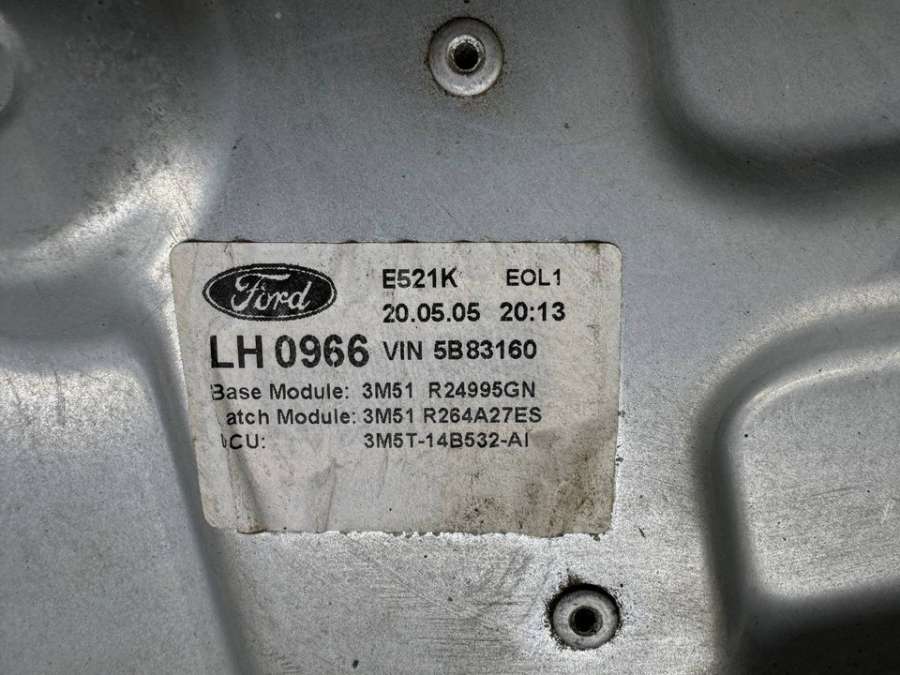 Ford
E521K EOL1
20.05.05 20:13
LH 0966 VIN 5B83160
Base Module: 3M51 R24995GN
atch Module: 3M51 R264A27ES
CU: 3M5T-14B532-AI